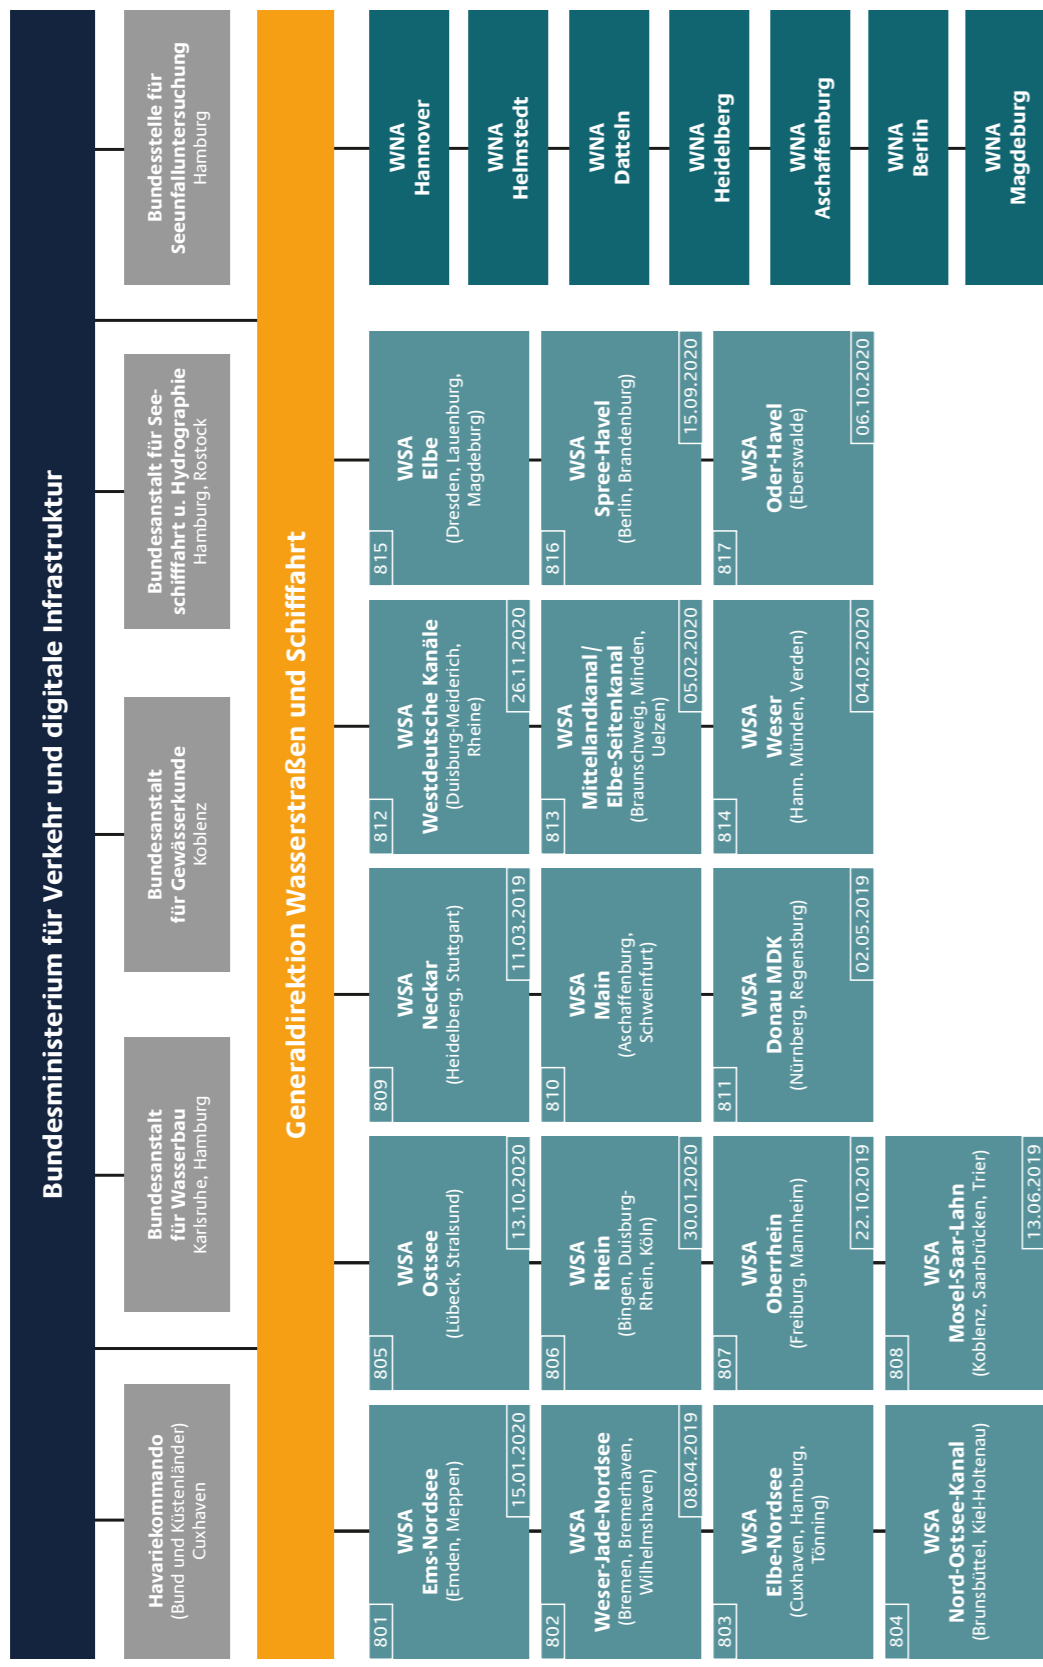 Bundesministerium für Verkehr und digitale Infrastruktur
Havariekommando
(Bund und Küstenländer)
Cuxhaven
Bundesanstalt
für Wasserbau
Karlsruhe, Hamburg
Bundesanstalt
für Gewässerkunde
Koblenz
Bundesanstalt für See-
schifffahrt u. Hydrographie
Hamburg, Rostock
Bundesstelle für
Seeunfalluntersuchung
Hamburg
Generaldirektion Wasserstraßen und Schifffahrt
801
WSA
Ems-Nordsee
(Emden, Meppen)
15.01.2020
802
WSA
Weser-Jade-Nordsee
(Bremen, Bremerhaven,
Wilhelmshaven)
08.04.2019
803
WSA
Elbe-Nordsee
(Cuxhaven, Hamburg,
Tönning)
804
WSA
Nord-Ostsee-Kanal
(Brunsbüttel, Kiel-Holtenau)
805
WSA
Ostsee
(Lübeck, Stralsund)
13.10.2020
806
WSA
Rhein
(Bingen, Duisburg-
Rhein, Köln)
30.01.2020
807
WSA
Oberrhein
(Freiburg, Mannheim)
22.10.2019
808
WSA
Mosel-Saar-Lahn
(Koblenz, Saarbrücken, Trier)
13.06.2019
809
WSA
Neckar
(Heidelberg, Stuttgart)
11.03.2019
810
WSA
Main
(Aschaffenburg,
Schweinfurt)
811
WSA
Donau MDK
(Nürnberg, Regensburg)
02.05.2019
812
WSA
Westdeutsche Kanäle
(Duisburg-Meiderich,
Rheine)
26.11.2020
813
WSA
Mittellandkanal /
Elbe-Seitenkanal
(Braunschweig, Minden,
Uelzen)
05.02.2020
814
WSA
Weser
(Hann. Münden, Verden)
04.02.2020
815
WSA
Elbe
(Dresden, Lauenburg,
Magdeburg)
816
WSA
Spree-Havel
(Berlin, Brandenburg)
15.09.2020
817
WSA
Oder-Havel
(Eberswalde)
06.10.2020
WNA
Hannover
WNA
Helmstedt
WNA
Datteln
WNA
Heidelberg
WNA
Aschaffenburg
WNA
Berlin
WNA
Magdeburg